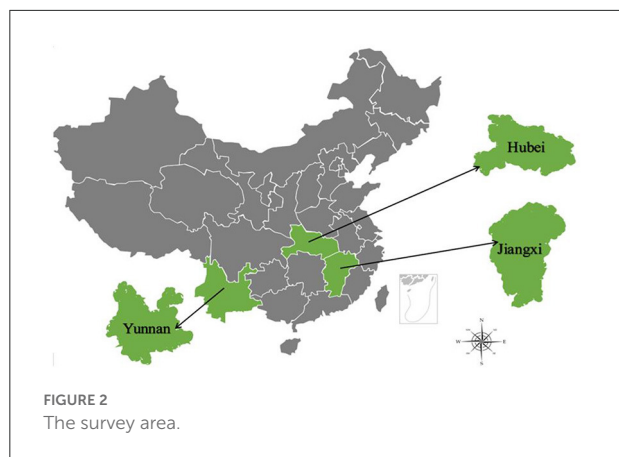 Hubei
Jiangxi
Yunnan
N
W
E
S
FIGURE 2
The survey area.